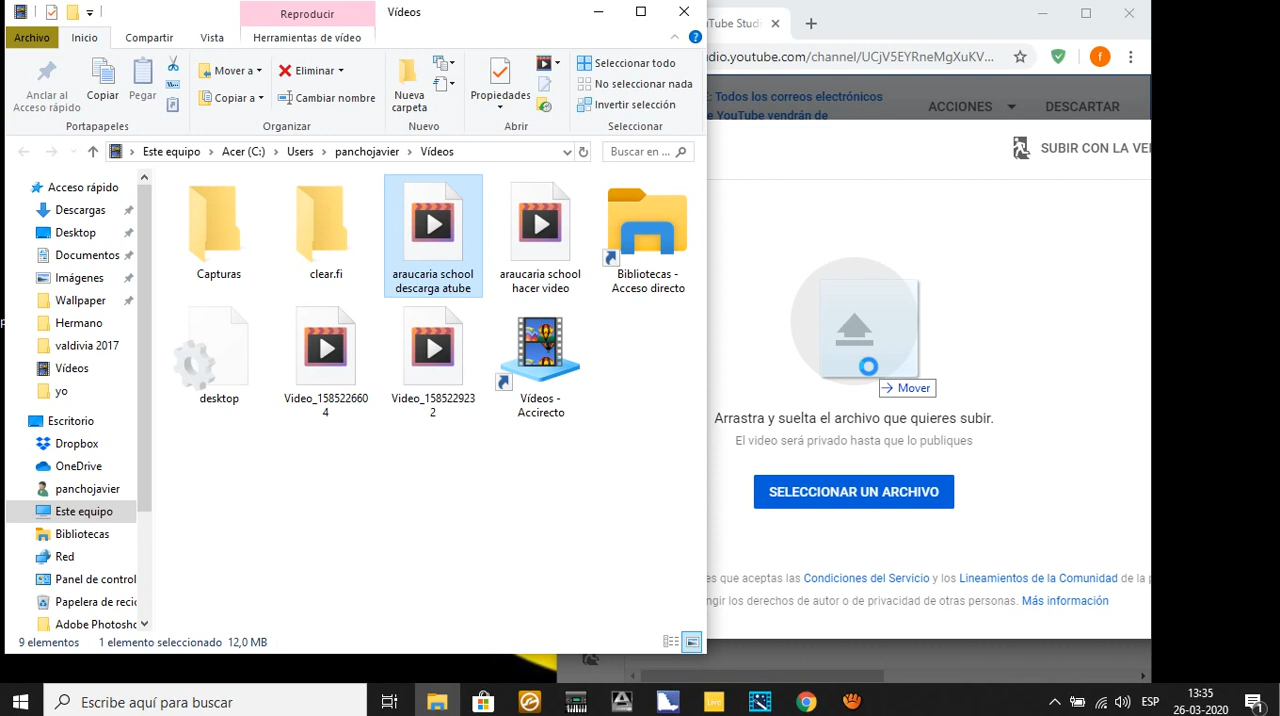 Reproducir
Vídeos
Archivo
Inicio
Compartir
Vista
Herramientas de vídeo
Anclar al
Acceso rápido
Copiar
Pegar
Portapapeles
Mover a
Copiar a
Eliminar
Cambiar nombre
Organizar
Nueva
carpeta
Nuevo
Propiedades
Abrir
Seleccionar todo
No seleccionar nada
Invertir selección
Seleccionar
Este equipo
Acer (C:)
Users
panchojavier
Vídeos
Buscar en ...
Acceso rápido
Descargas
Desktop
Documentos
Imágenes
Wallpaper
Hermano
valdivia 2017
Vídeos
yo
Escritorio
Dropbox
OneDrive
panchojavier
Este equipo
Bibliotecas
Red
Panel de control
Papelera de recic
Adobe Photosho
Capturas
clear.fi
araucaria school
descarga atube
araucaria school
hacer video
Bibliotecas -
Acceso directo
desktop
Video_158522660
4
Video_158522923
2
Vídeos -
Accirecto
9 elementos
1 elemento seleccionado
12,0 MB
Tube Stud
dio.youtube.com/channel/UCjV5EYRneMgXuKV...
f
: Todos los correos electrónicos
e YouTube vendrán de
ACCIONES
DESCARTAR
SUBIR CON LA VE
Mover
Arrastra y suelta el archivo que quieres subir.
El video será privado hasta que lo publiques
SELECCIONAR UN ARCHIVO
es que aceptas las Condiciones del Servicio y los Lineamientos de la Comunidad de la p
ngir los derechos de autor o de privacidad de otras personas. Más información
Escribe aquí para buscar
Live
ESP
13:35
26-03-2020
1